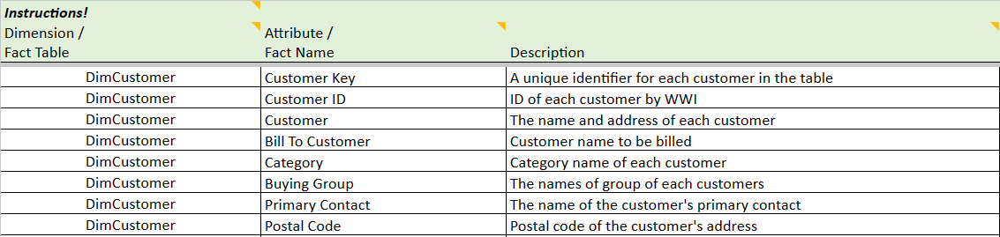 Instructions!
Dimension /
Fact Table
Attribute /
Fact Name
Description
DimCustomer Customer Key A unique identifier for each customer in the table
DimCustomer Customer ID ID of each customer by WWI
DimCustomer Customer The name and address of each customer
DimCustomer Bill To Customer Customer name to be billed
DimCustomer Category Category name of each customer
DimCustomer Buying Group The names of group of each customers
DimCustomer Primary Contact The name of the customer's primary contact
DimCustomer Postal Code Postal code of the customer's address